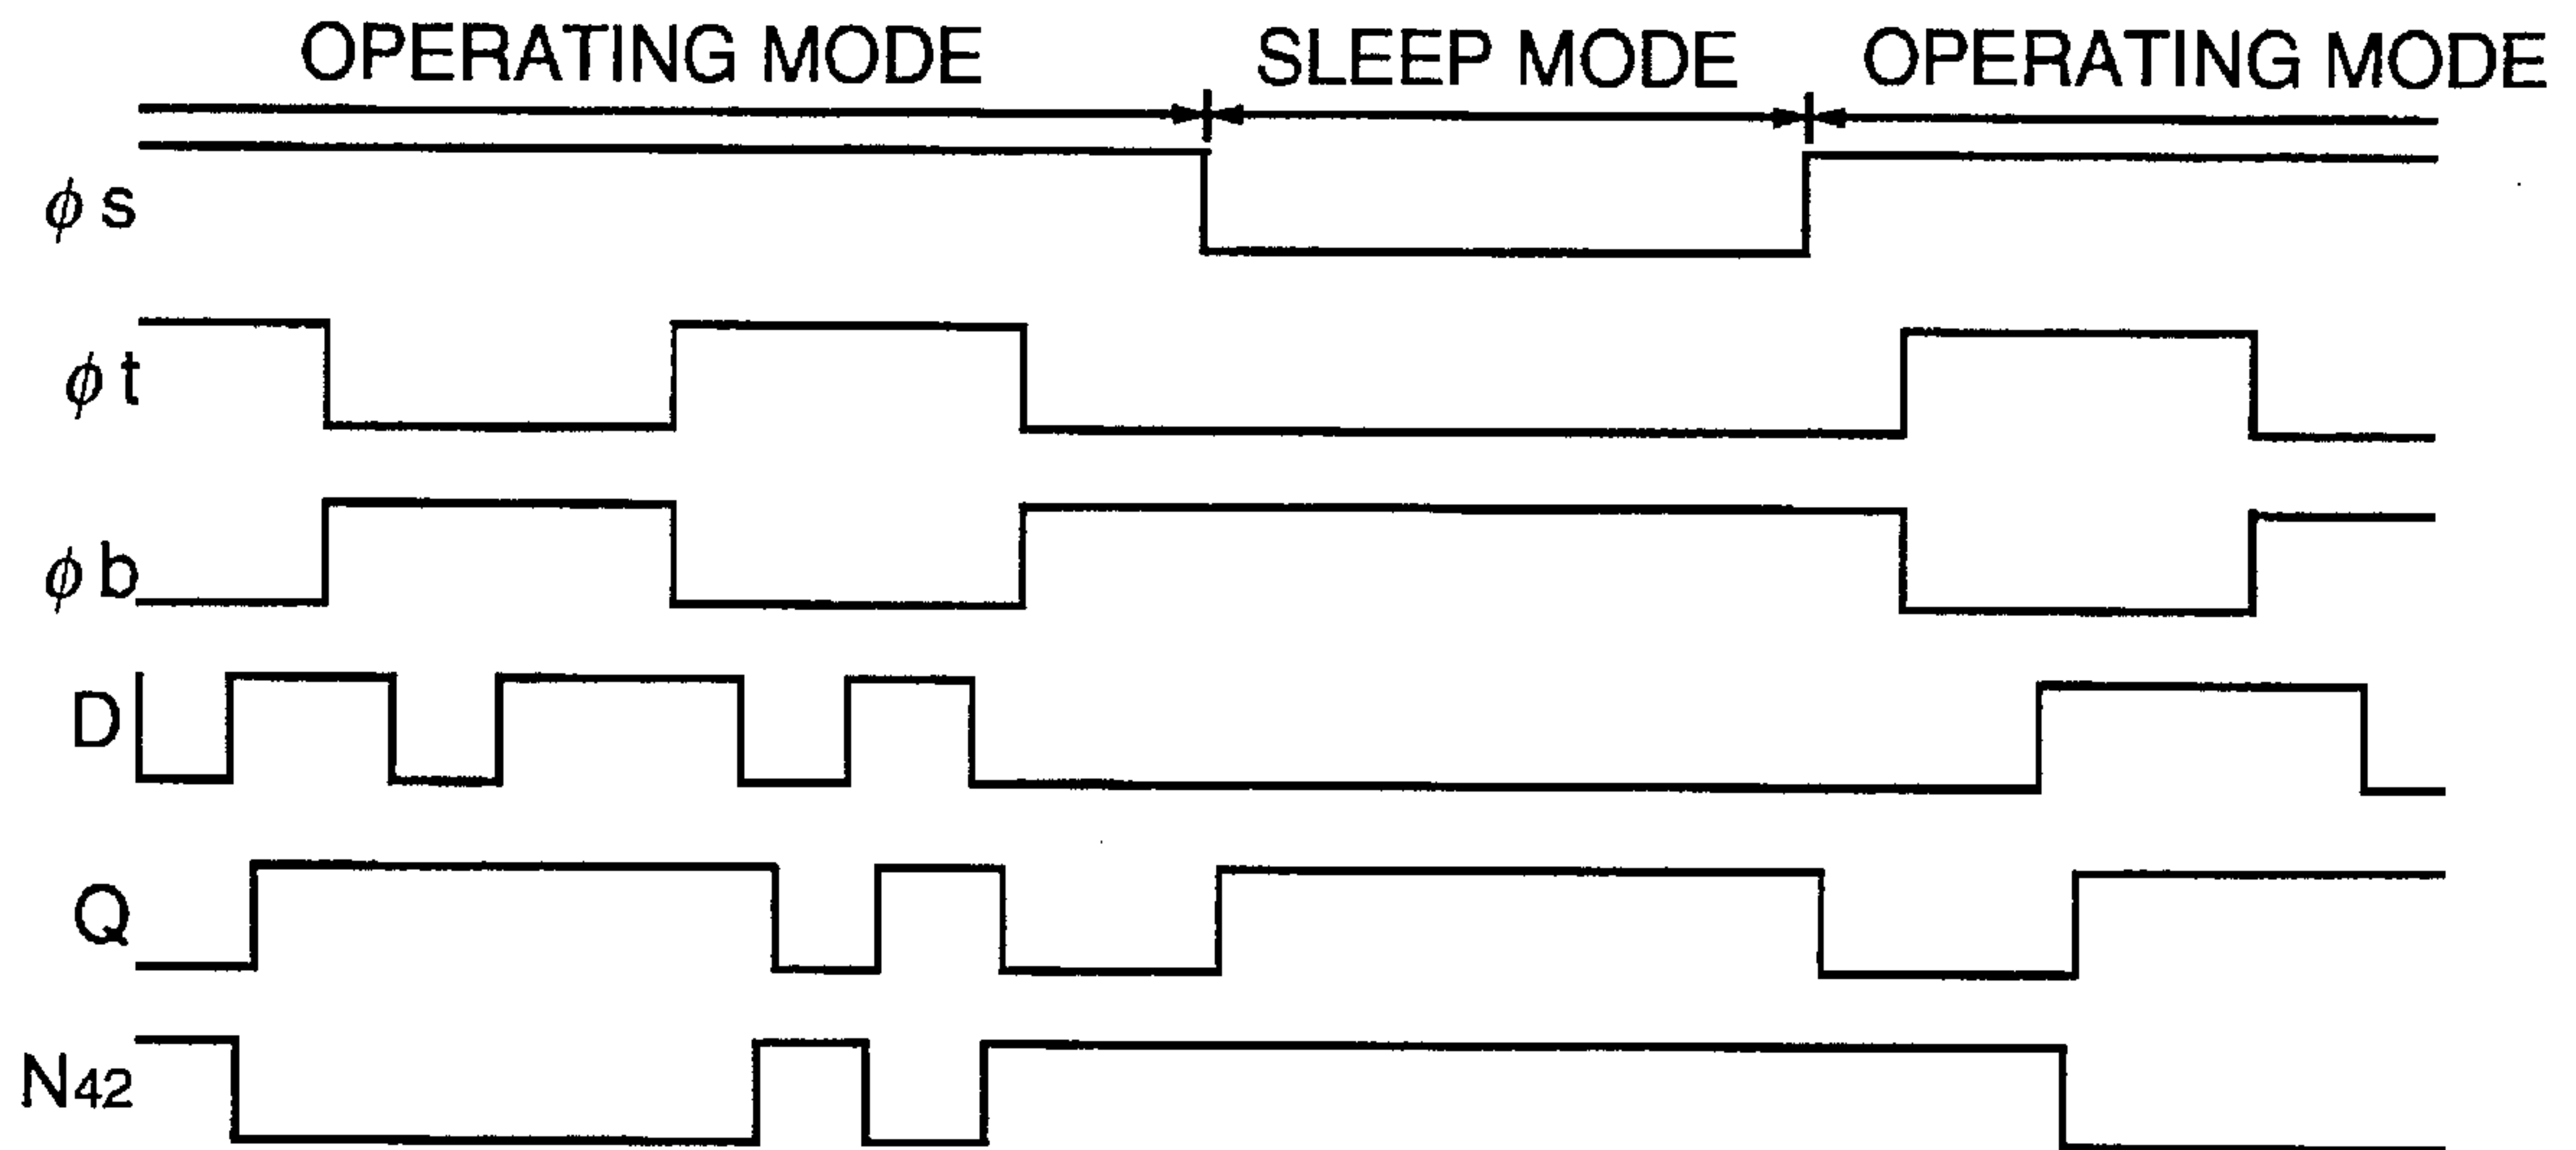 OPERATING MODE SLEEP MODE OPERATING MODE
ϕs
ϕt
ϕb
D
Q
N42